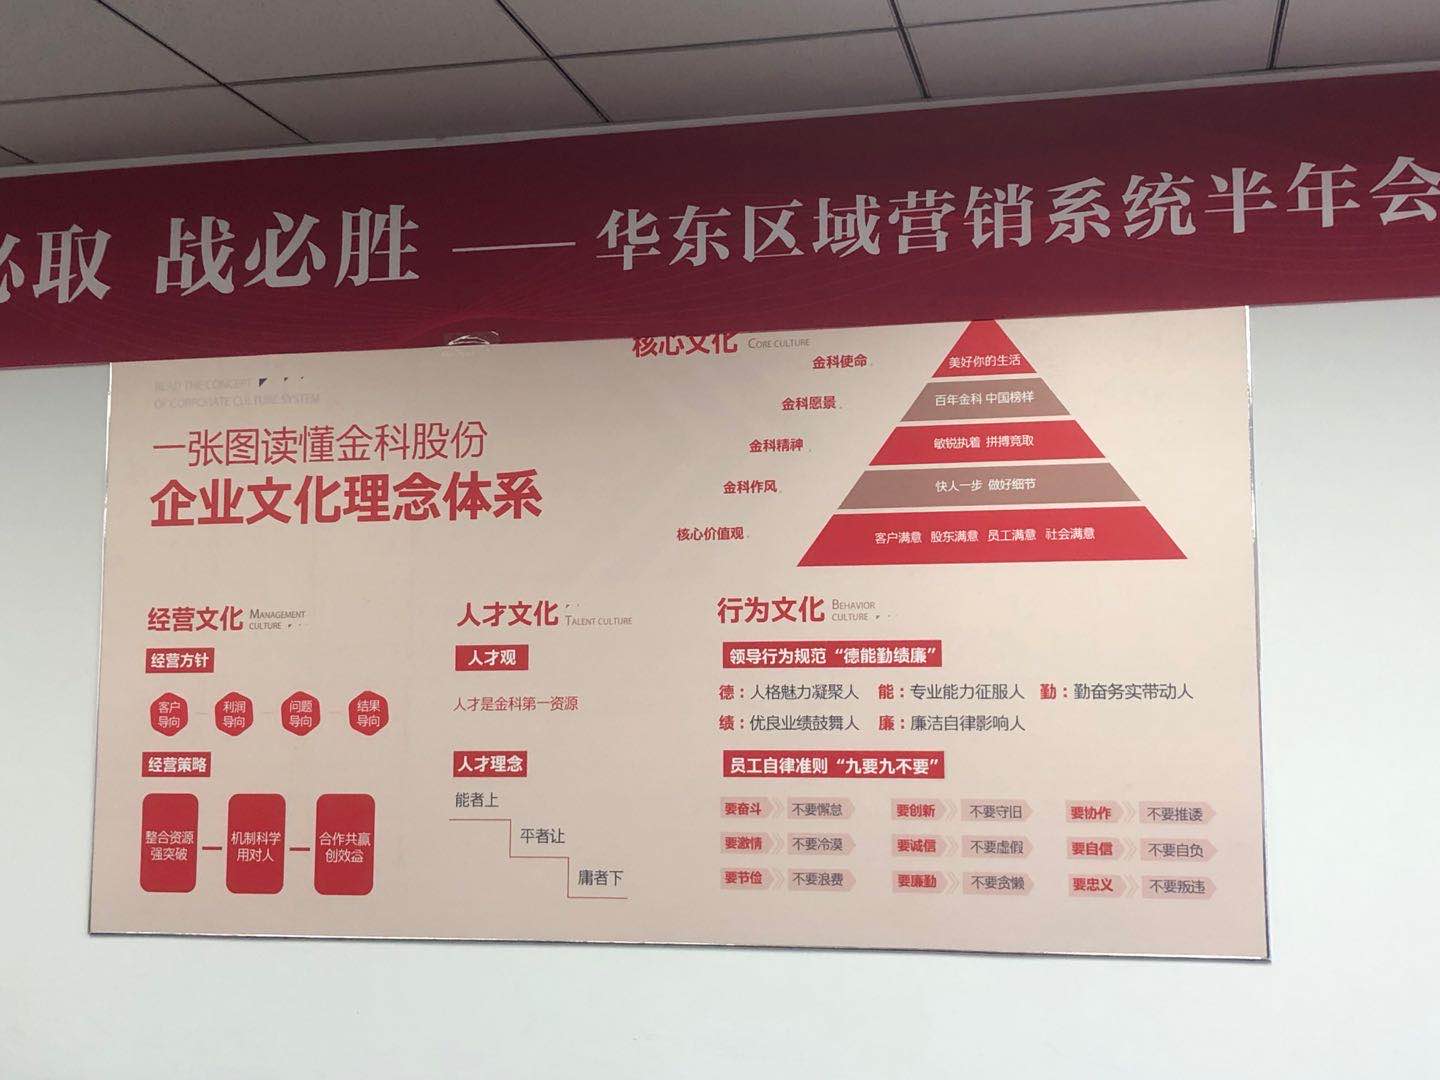 必取 战必胜 —— 华东区域营销系统半年会
READ THE CONCEPT
OF CORPORATE CULTURE SYSTEM
一张图读懂金科股份
企业文化理念体系
核心文化 CORE CULTURE
金科使命 美好你的生活
金科愿景 百年金科 中国榜样
金科精神 敏锐执着 拼搏竞取
金科作风 快人一步 做好细节
核心价值观 客户满意 股东满意 员工满意 社会满意
经营文化 MANAGEMENT CULTURE
经营方针
客户导向 利润导向 问题导向 结果导向
经营策略
整合资源强突破 机制科学用对人 合作共赢创效益
人才文化 TALENT CULTURE
人才观
人才是金科第一资源
人才理念
能者上
平者让
庸者下
行为文化 BEHAVIOR CULTURE
领导行为规范“德能勤绩廉”
德：人格魅力凝聚人 能：专业能力征服人 勤：勤奋务实带动人
绩：优良业绩鼓舞人 廉：廉洁自律影响人
员工自律准则“九要九不要”
要奋斗 不要懈怠 要创新 不要守旧 要协作 不要推诿
要激情 不要冷漠 要诚信 不要虚假 要自信 不要自负
要节俭 不要浪费 要廉勤 不要贪懒 要忠义 不要叛违